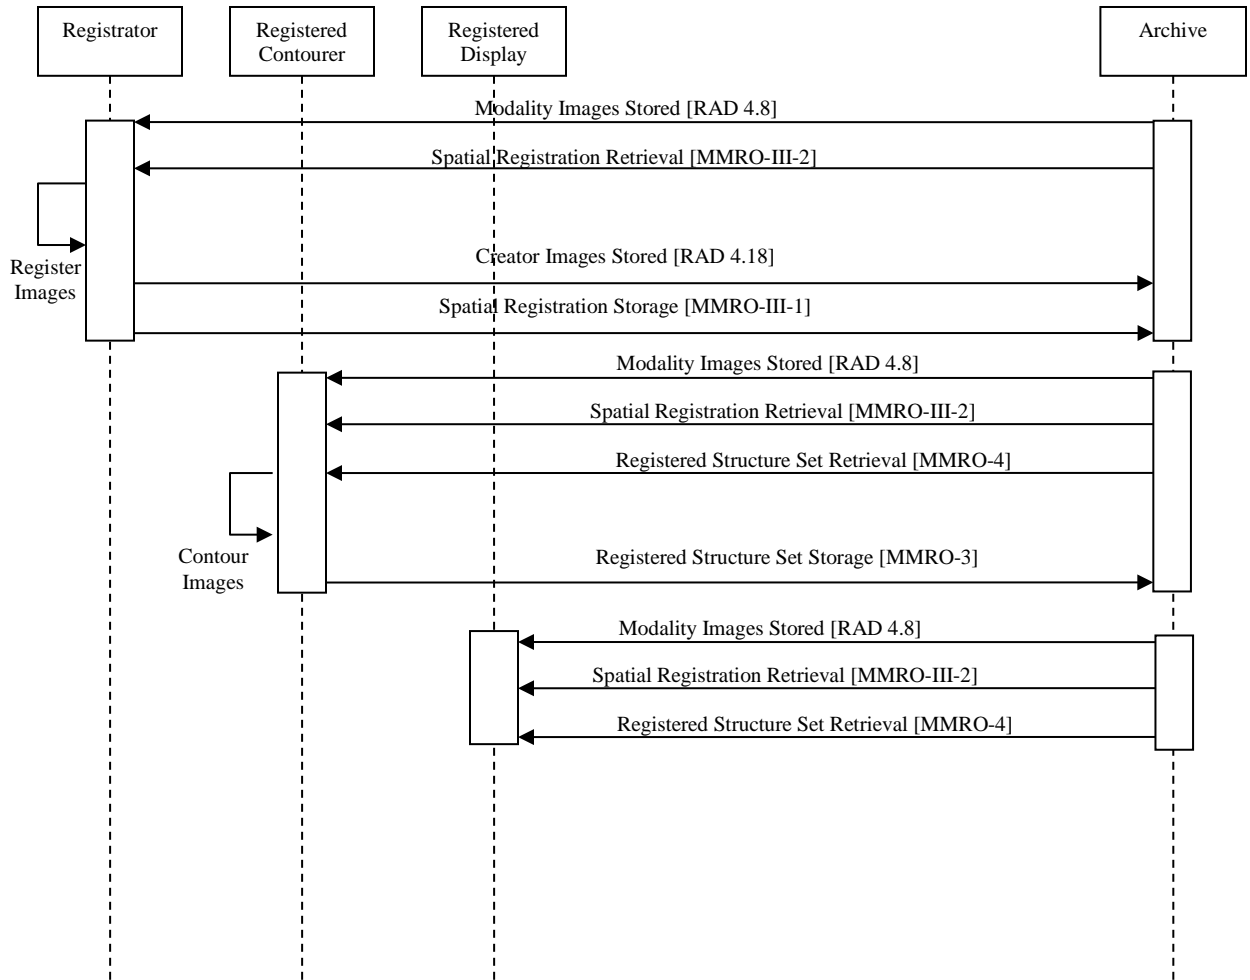 Registrator
Registered
Contourer
Registered
Display
Archive
Modality Images Stored [RAD 4.8]
Spatial Registration Retrieval [MMRO-III-2]
Register
Images
Creator Images Stored [RAD 4.18]
Spatial Registration Storage [MMRO-III-1]
Modality Images Stored [RAD 4.8]
Spatial Registration Retrieval [MMRO-III-2]
Registered Structure Set Retrieval [MMRO-4]
Contour
Images
Registered Structure Set Storage [MMRO-3]
Modality Images Stored [RAD 4.8]
Spatial Registration Retrieval [MMRO-III-2]
Registered Structure Set Retrieval [MMRO-4]